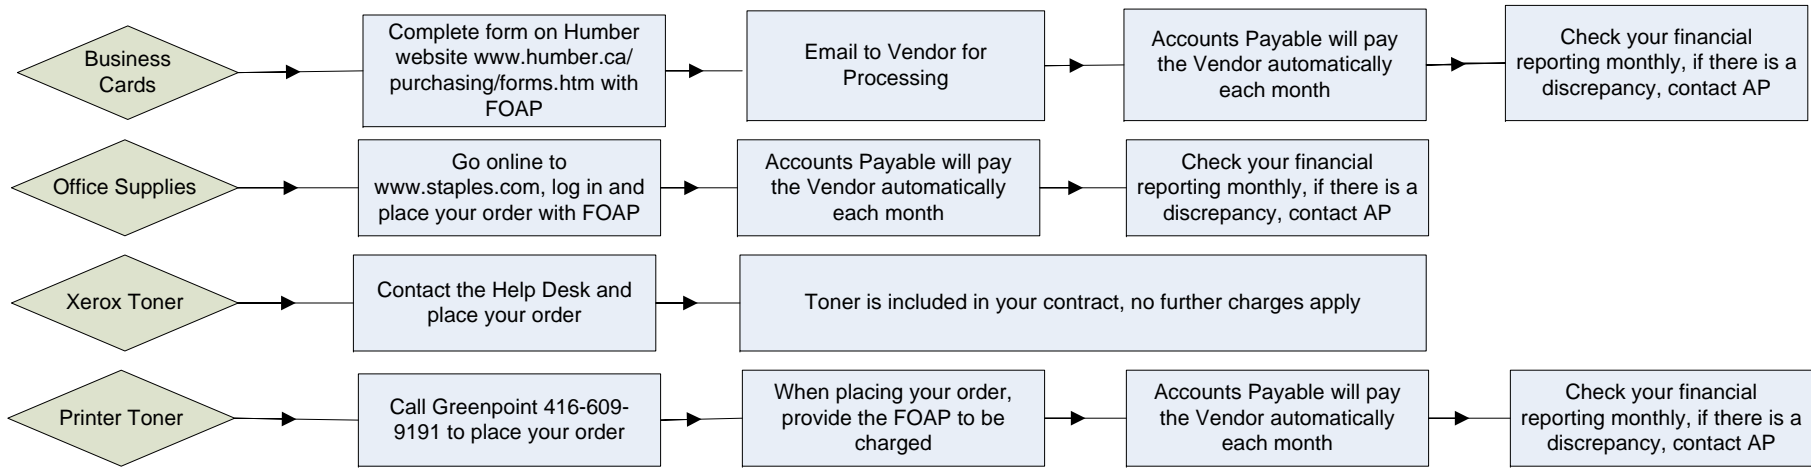 Business
Cards
Complete form on Humber
website www.humber.ca/
purchasing/forms.htm with
FOAP
Email to Vendor for
Processing
Accounts Payable will pay
the Vendor automatically
each month
Check your financial
reporting monthly, if there is a
discrepancy, contact AP
Office Supplies
Go online to
www.staples.com, log in and
place your order with FOAP
Accounts Payable will pay
the Vendor automatically
each month
Check your financial
reporting monthly, if there is a
discrepancy, contact AP
Xerox Toner
Contact the Help Desk and
place your order
Toner is included in your contract, no further charges apply
Printer Toner
Call Greenpoint 416-609-
9191 to place your order
When placing your order,
provide the FOAP to be
charged
Accounts Payable will pay
the Vendor automatically
each month
Check your financial
reporting monthly, if there is a
discrepancy, contact AP